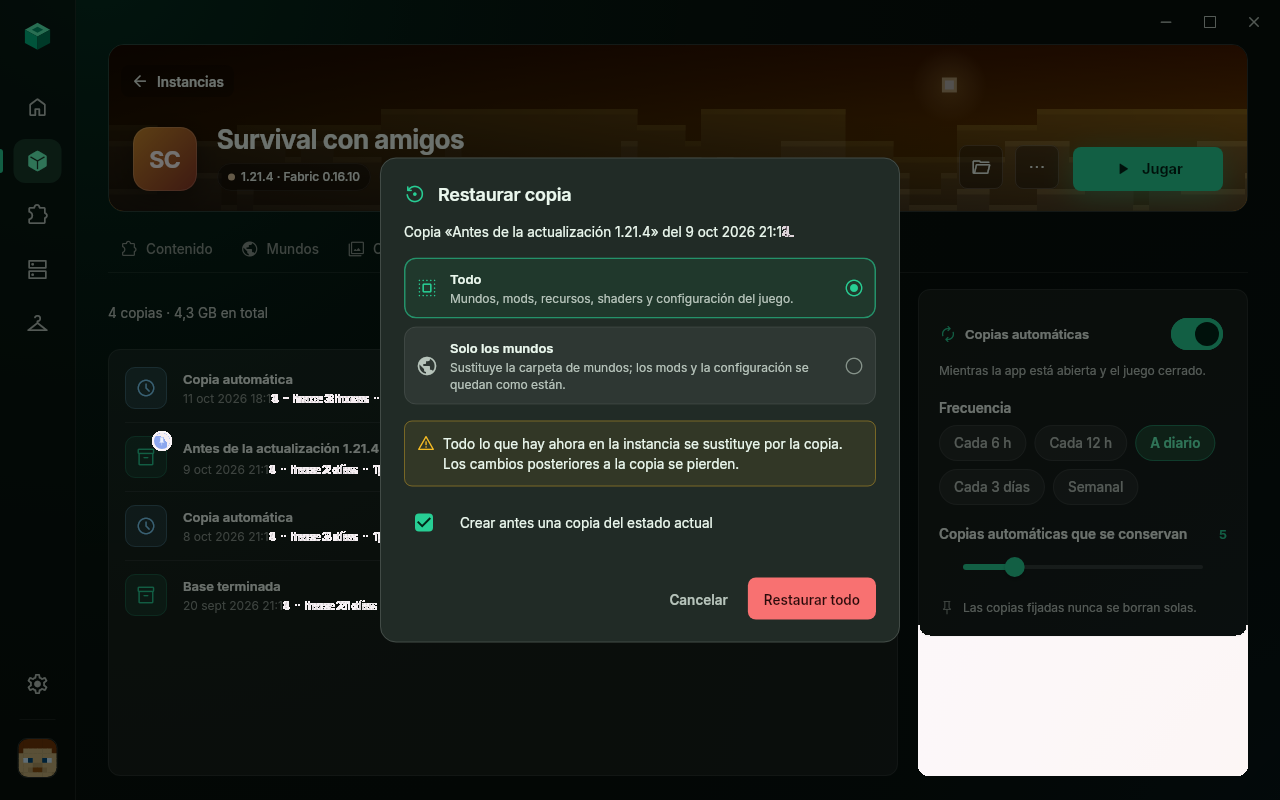 Instancias
SC
Survival con amigos
1.21.4 · Fabric 0.16.10
Jugar
Contenido
Mundos
4 copias · 4,3 GB en total
Copia automática
11 oct 2026
Antes de la actualización 1.21.4
9 oct 2026
Copia automática
8 oct 2026
Base terminada
20 sept 2026
Restaurar copia
Copia «Antes de la actualización 1.21.4» del 9 oct 2026
Todo
Mundos, mods, recursos, shaders y configuración del juego.
Solo los mundos
Sustituye la carpeta de mundos; los mods y la configuración se
quedan como están.
Todo lo que hay ahora en la instancia se sustituye por la copia.
Los cambios posteriores a la copia se pierden.
Crear antes una copia del estado actual
Cancelar
Restaurar todo
Copias automáticas
Mientras la app está abierta y el juego cerrado.
Frecuencia
Cada 6 h
Cada 12 h
A diario
Cada 3 días
Semanal
Copias automáticas que se conservan 5
Las copias fijadas nunca se borran solas.